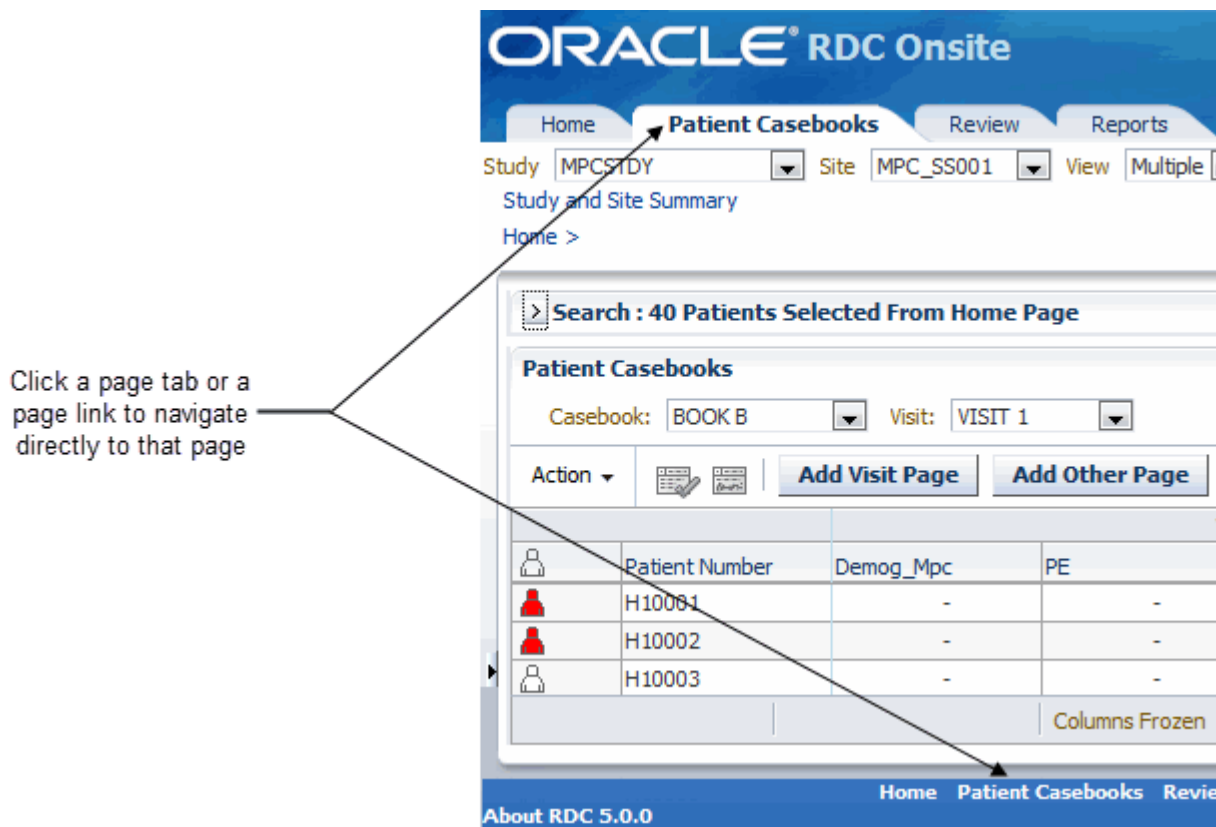 ORACLE® RDC Onsite
Home Patient Casebooks Review Reports
Study MPCSTDY Site MPC_SS001 View Multiple
Study and Site Summary
Home >
> Search : 40 Patients Selected From Home Page
Patient Casebooks
Click a page tab or a
page link to navigate
directly to that page
Casebook: BOOK B Visit: VISIT 1
Action Add Visit Page Add Other Page
Patient Number Demog_Mpc PE
H10001 - -
H10002 - -
H10003 - -
Columns Frozen
Home Patient Casebooks Revie
About RDC 5.0.0